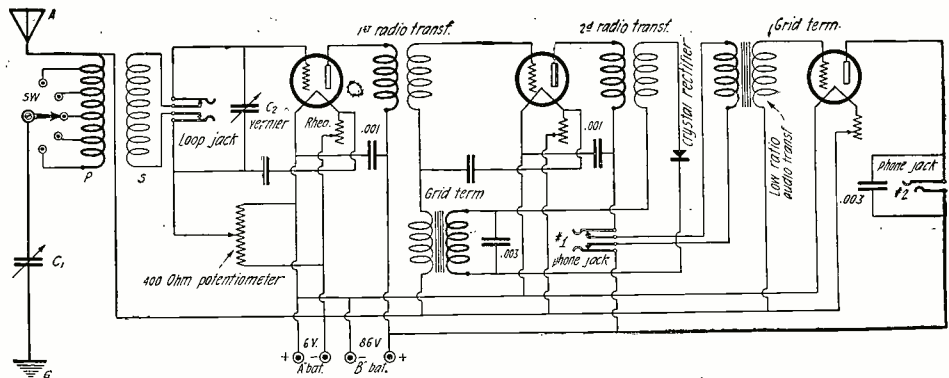 A
1st radio transf.
2d radio transf.
Grid term.
SW
C2
vernier
Rheo.
.001
.001
crystal rectifier
Loop jack
P
S
Grid term
Low ratio
audio transf
phone jack
#2
.003
.003
#1
phone jack
C1
400 Ohm potentiometer
6V.
86V
+ - - +
A bat. B bat.
G